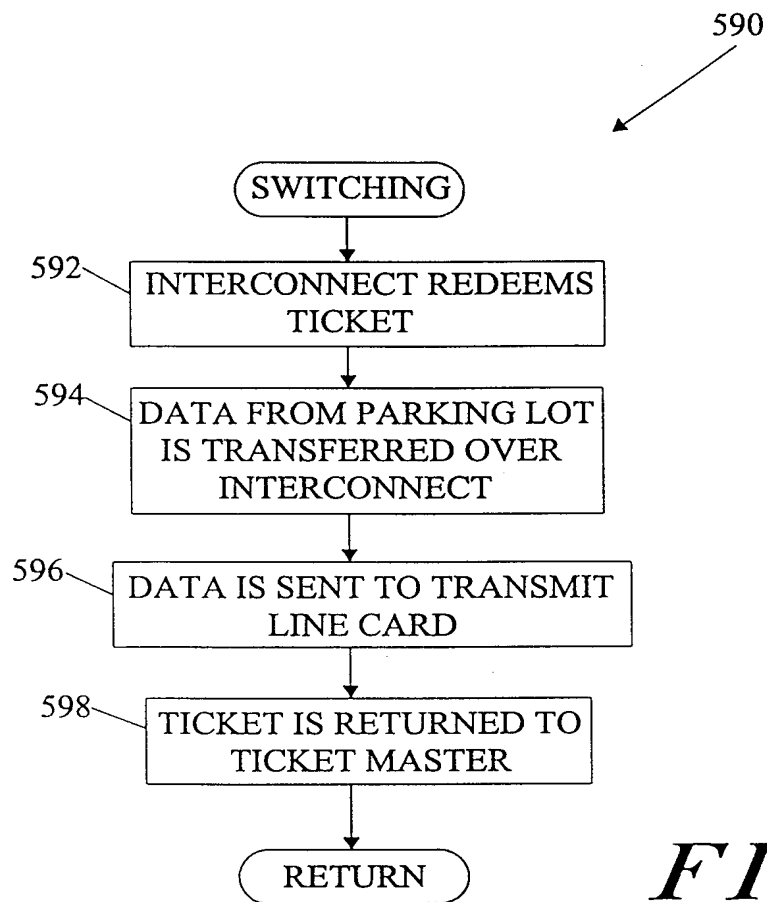 590
SWITCHING
592
INTERCONNECT REDEEMS
TICKET
594
DATA FROM PARKING LOT
IS TRANSFERRED OVER
INTERCONNECT
596
DATA IS SENT TO TRANSMIT
LINE CARD
598
TICKET IS RETURNED TO
TICKET MASTER
RETURN
FI